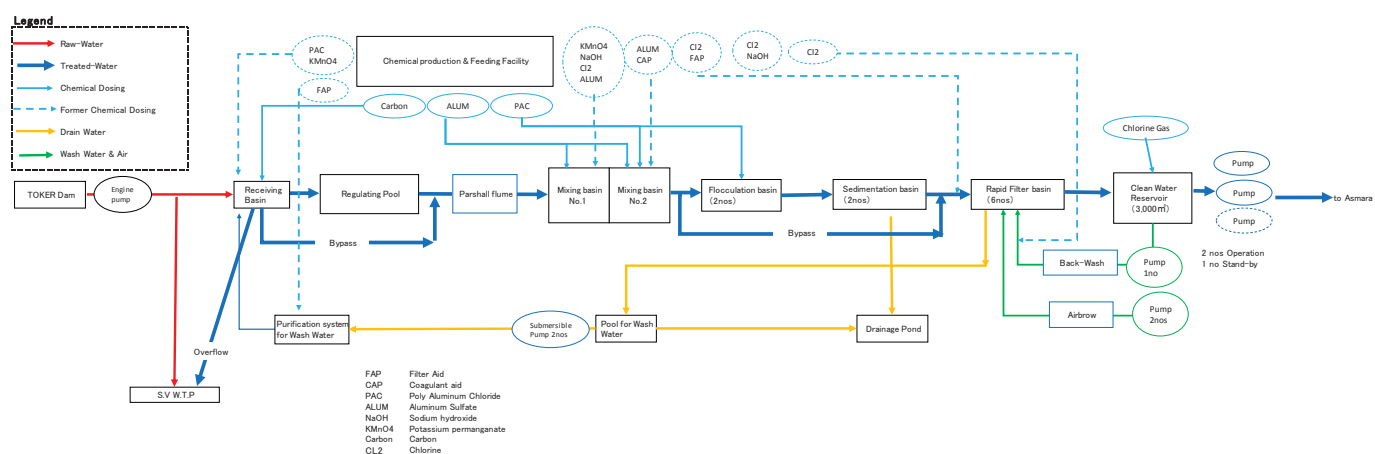 Legend
Raw-Water
Treated-Water
Chemical Dosing
Former Chemical Dosing
Drain Water
Wash Water & Air
PAC
KMnO4
FAP
Chemical production & Feeding Facility
KMnO4
NaOH
Cl2
ALUM
ALUM
CAP
Cl2
FAP
Cl2
NaOH
Cl2
Carbon
ALUM
PAC
Chlorine Gas
TOKER Dam
Engine
pump
Receiving
Basin
Regulating Pool
Parshall flume
Mixing basin
No.1
Mixing basin
No.2
Flocculation basin
(2nos)
Sedimentation basin
(2nos)
Rapid Filter basin
(6nos)
Clean Water
Reservoir
(3,000㎥)
Pump
Pump
Pump
to Asmara
Bypass
Bypass
2 nos Operation
1 no Stand-by
Back-Wash
Pump
1no
Airbrow
Pump
2nos
Purification system
for Wash Water
Submersible
Pump 2nos
Pool for Wash
Water
Drainage Pond
Overflow
S.V W.T.P
FAP Filter Aid
CAP Coagulant aid
PAC Poly Aluminum Chloride
ALUM Aluminum Sulfate
NaOH Sodium hydroxide
KMnO4 Potassium permanganate
Carbon Carbon
CL2 Chlorine